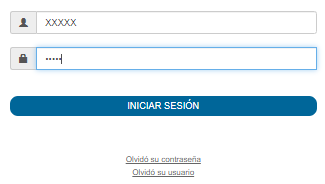 XXXXX
•••••
INICIAR SESIÓN
Olvidó su contraseña
Olvidó su usuario